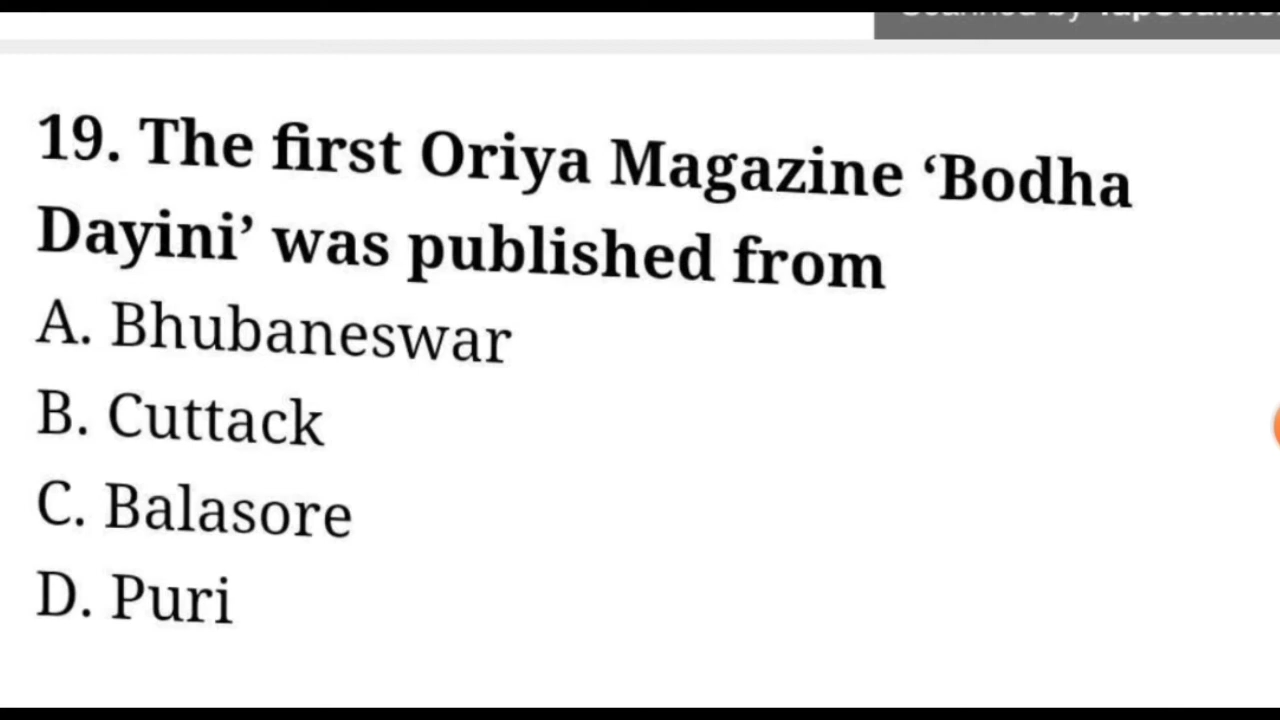 19. The first Oriya Magazine ‘Bodha
Dayini’ was published from
A. Bhubaneswar
B. Cuttack
C. Balasore
D. Puri